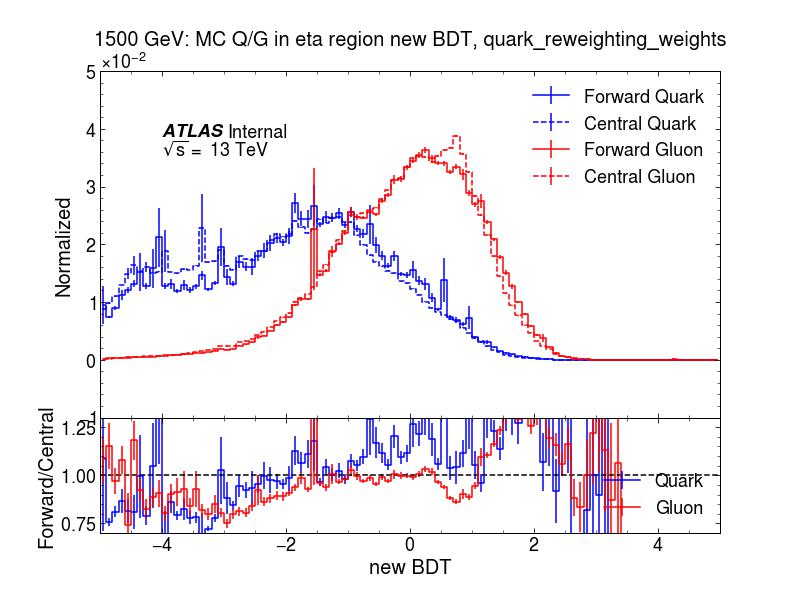 1500 GeV: MC Q/G in eta region new BDT, quark_reweighting_weights
×10⁻²
5
4
3
2
1
0
−1
Normalized
ATLAS Internal
√s = 13 TeV
Forward Quark
Central Quark
Forward Gluon
Central Gluon
1.25
1.00
0.75
Forward/Central
Quark
Gluon
−4 −2 0 2 4
new BDT